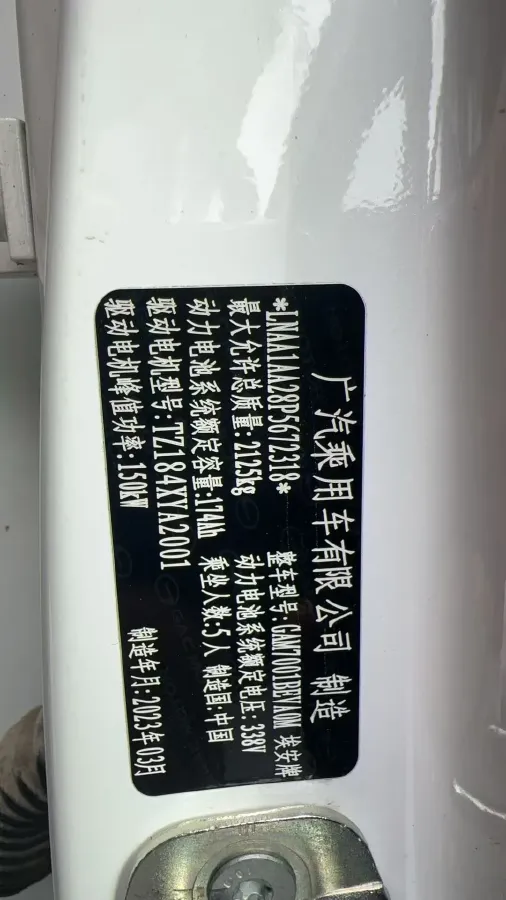 广汽乘用车有限公司 制造
*LNAA1AA28P5672318* 整车型号:GAM7001BEVA0N 埃安牌
最大允许总质量:2125kg 动力电池系统额定电压:338V
动力电池系统额定容量:174Ah 乘坐人数:5人 制造国:中国
驱动电机型号:TZ184XYA2001
驱动电机峰值功率:150kW 制造年月:2023年03月